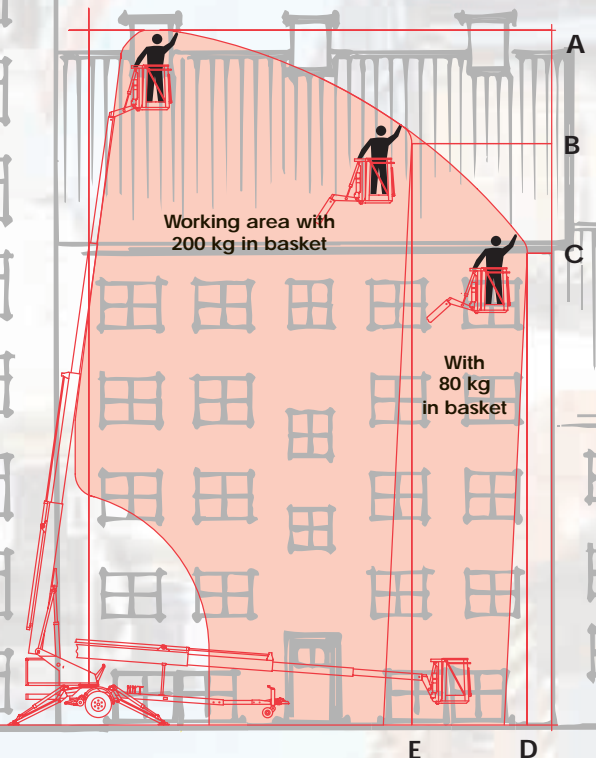 A
B
Working area with
200 kg in basket
C
With
80 kg
in basket
E
D